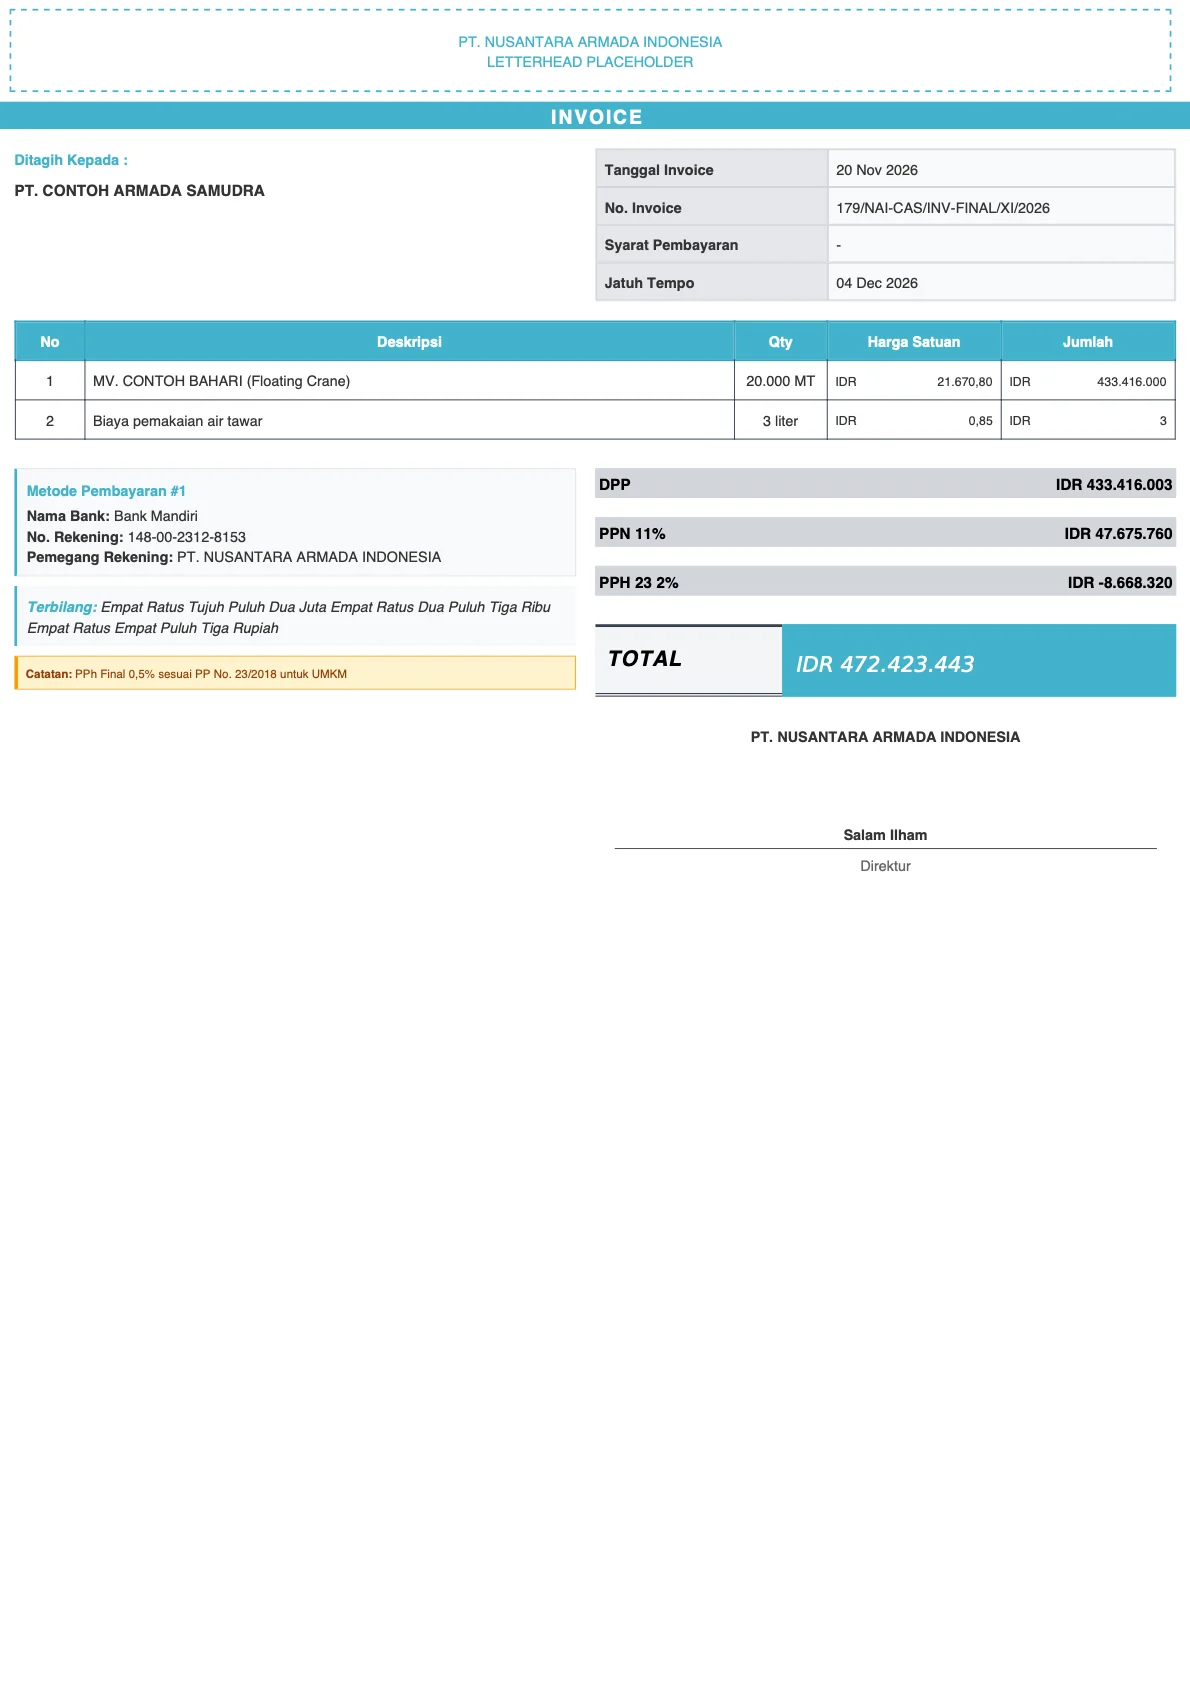 PT. NUSANTARA ARMADA INDONESIA
LETTERHEAD PLACEHOLDER
INVOICE
Ditagih Kepada :
PT. CONTOH ARMADA SAMUDRA
Tanggal Invoice 20 Nov 2026
No. Invoice 179/NAI-CAS/INV-FINAL/XI/2026
Syarat Pembayaran -
Jatuh Tempo 04 Dec 2026
No Deskripsi Qty Harga Satuan Jumlah
1 MV. CONTOH BAHARI (Floating Crane) 20.000 MT IDR 21.670,80 IDR 433.416.000
2 Biaya pemakaian air tawar 3 liter IDR 0,85 IDR 3
Metode Pembayaran #1
Nama Bank: Bank Mandiri
No. Rekening: 148-00-2312-8153
Pemegang Rekening: PT. NUSANTARA ARMADA INDONESIA
Terbilang: Empat Ratus Tujuh Puluh Dua Juta Empat Ratus Dua Puluh Tiga Ribu
Empat Ratus Empat Puluh Tiga Rupiah
Catatan: PPh Final 0,5% sesuai PP No. 23/2018 untuk UMKM
DPP IDR 433.416.003
PPN 11% IDR 47.675.760
PPH 23 2% IDR -8.668.320
TOTAL IDR 472.423.443
PT. NUSANTARA ARMADA INDONESIA
Salam Ilham
Direktur